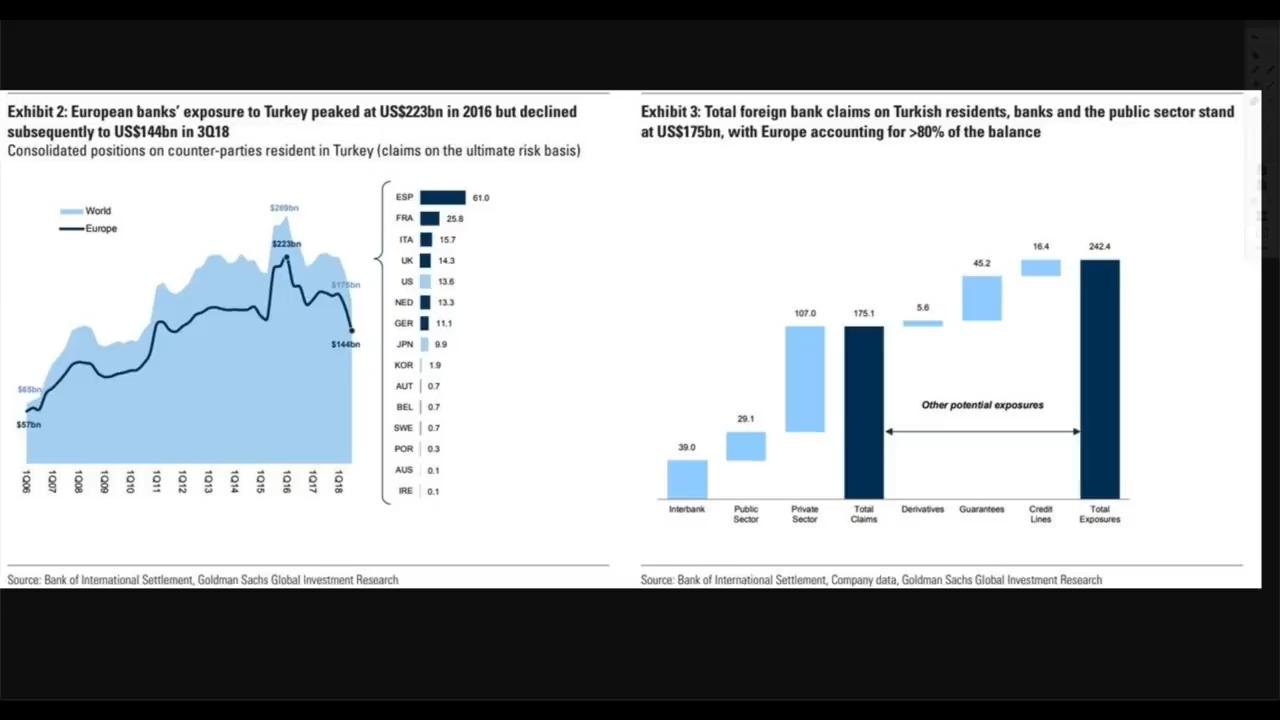 Exhibit 2: European banks' exposure to Turkey peaked at US$223bn in 2016 but declined
subsequently to US$144bn in 3Q18
Consolidated positions on counter-parties resident in Turkey (claims on the ultimate risk basis)
World
Europe
$269bn
$223bn
$175bn
$144bn
$65bn
$57bn
1Q06
1Q07
1Q08
1Q09
1Q10
1Q11
1Q12
1Q13
1Q14
1Q15
1Q16
1Q17
1Q18
ESP 61.0
FRA 25.8
ITA 15.7
UK 14.3
US 13.6
NED 13.3
GER 11.1
JPN 9.9
KOR 1.9
AUT 0.7
BEL 0.7
SWE 0.7
POR 0.3
AUS 0.1
IRE 0.1
Source: Bank of International Settlement, Goldman Sachs Global Investment Research
Exhibit 3: Total foreign bank claims on Turkish residents, banks and the public sector stand
at US$175bn, with Europe accounting for >80% of the balance
39.0
29.1
107.0
175.1
5.6
45.2
16.4
242.4
Other potential exposures
Interbank
Public
Sector
Private
Sector
Total
Claims
Derivatives
Guarantees
Credit
Lines
Total
Exposures
Source: Bank of International Settlement, Company data, Goldman Sachs Global Investment Research